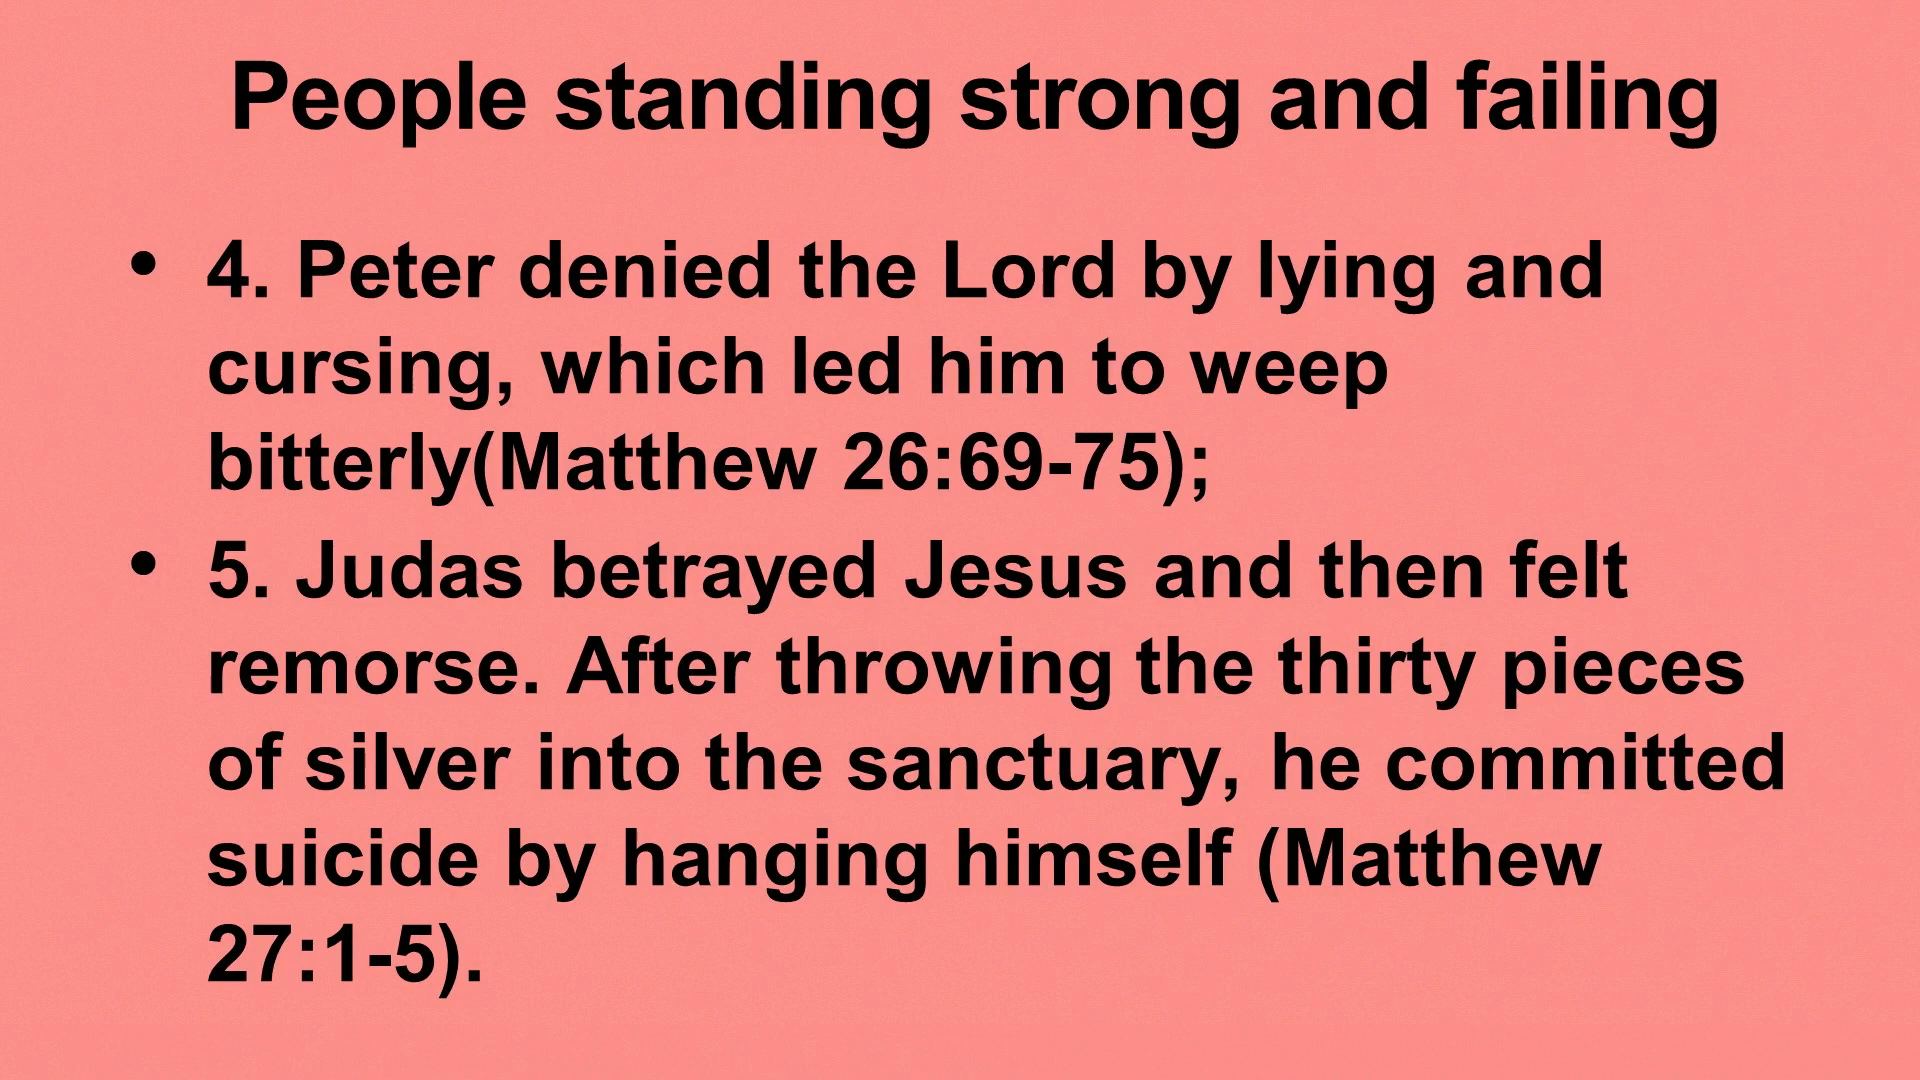 People standing strong and failing
• 4. Peter denied the Lord by lying and
cursing, which led him to weep
bitterly(Matthew 26:69-75);
• 5. Judas betrayed Jesus and then felt
remorse. After throwing the thirty pieces
of silver into the sanctuary, he committed
suicide by hanging himself (Matthew
27:1-5).